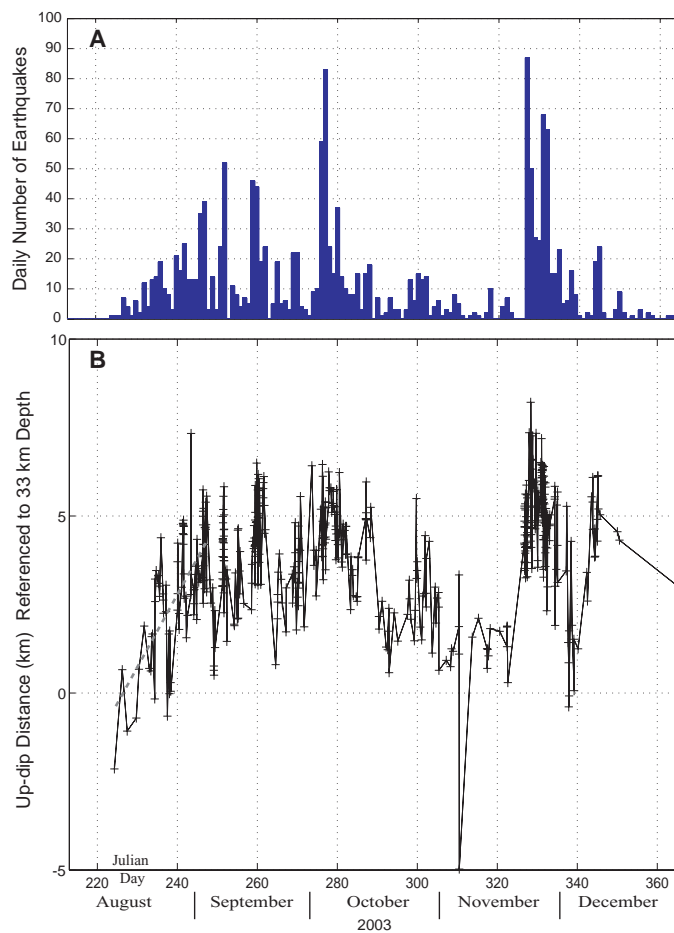 100
90
80
70
60
50
40
30
20
10
0
Daily Number of Earthquakes
A
10
5
0
-5
Up-dip Distance (km)  Referenced to 33 km Depth
B
Julian
Day
220 240 260 280 300 320 340 360
August | September | October | November | December
2003